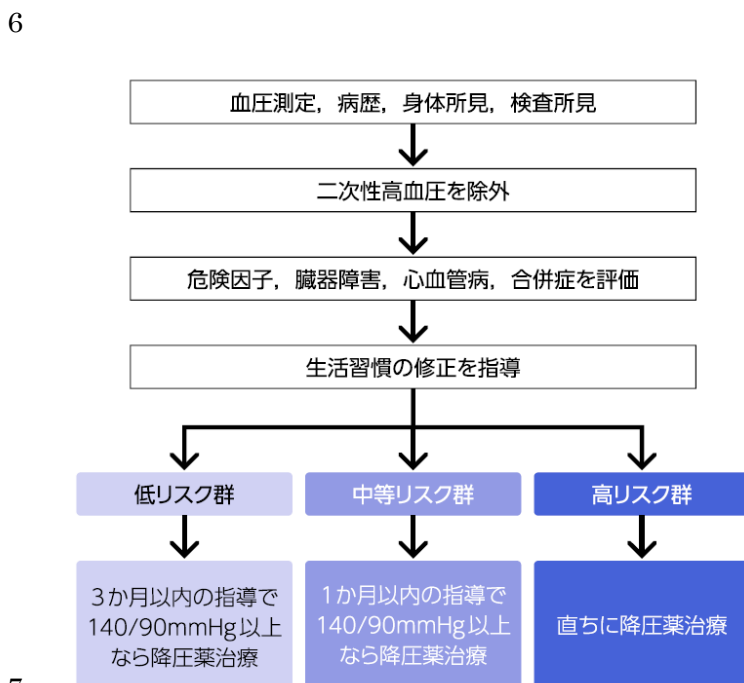 6
血圧測定，病歴，身体所見，検査所見
二次性高血圧を除外
危険因子，臓器障害，心血管病，合併症を評価
生活習慣の修正を指導
低リスク群
中等リスク群
高リスク群
3か月以内の指導で
140/90mmHg以上
なら降圧薬治療
1か月以内の指導で
140/90mmHg以上
なら降圧薬治療
直ちに降圧薬治療